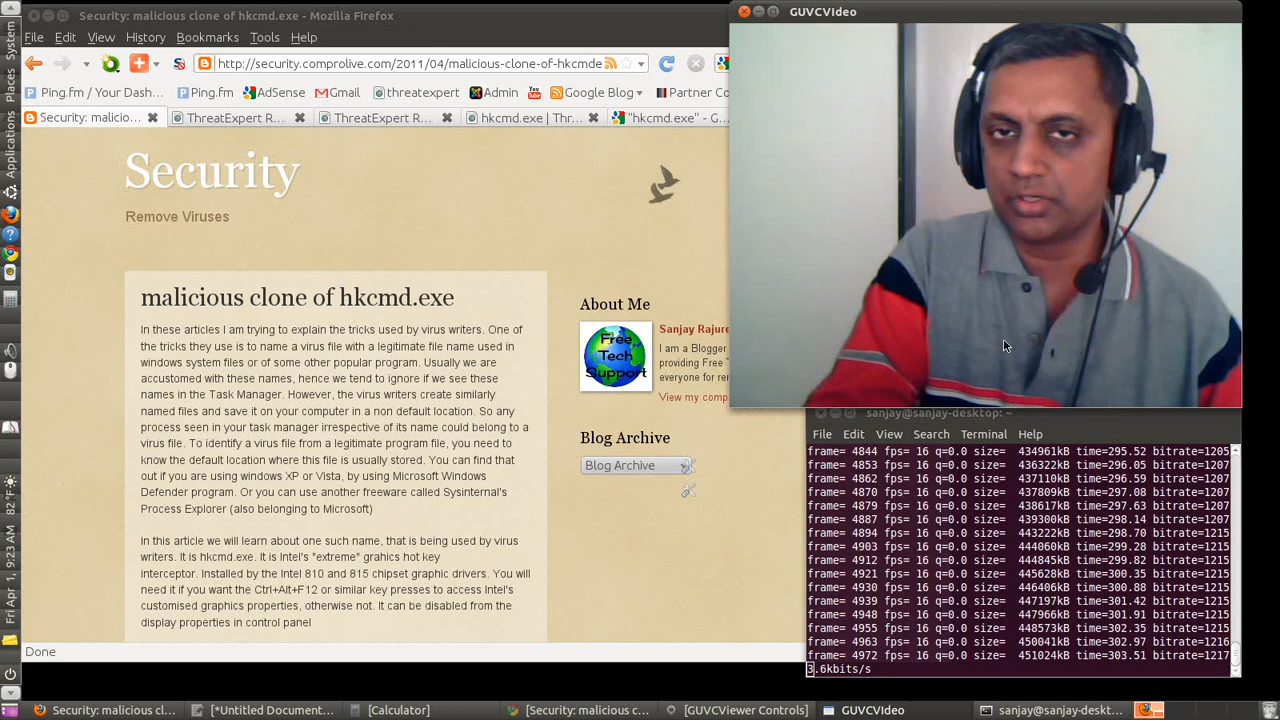 Security: malicious clone of hkcmd.exe - Mozilla Firefox
File Edit View History Bookmarks Tools Help
http://security.comprolive.com/2011/04/malicious-clone-of-hkcmde
Ping.fm / Your Dash... Ping.fm AdSense Gmail threatexpert Admin Google Blog Partner Co
Security: malicio... ThreatExpert R... ThreatExpert R... hkcmd.exe | Thr... "hkcmd.exe" - G...
Security
Remove Viruses
malicious clone of hkcmd.exe
In these articles I am trying to explain the tricks used by virus writers. One of
the tricks they use is to name a virus file with a legitimate file name used in
windows system files or of some other popular program. Usually we are
accustomed with these names, hence we tend to ignore if we see these
names in the Task Manager. However, the virus writers create similarly
named files and save it on your computer in a non default location. So any
process seen in your task manager irrespective of its name could belong to a
virus file. To identify a virus file from a legitimate program file, you need to
know the default location where this file is usually stored. You can find that
out if you are using windows XP or Vista, by using Microsoft Windows
Defender program. Or you can use another freeware called Sysinternal's
Process Explorer (also belonging to Microsoft)
In this article we will learn about one such name, that is being used by virus
writers. It is hkcmd.exe. It is Intel's "extreme" grahics hot key
interceptor. Installed by the Intel 810 and 815 chipset graphic drivers. You will
need it if you want the Ctrl+Alt+F12 or similar key presses to access Intel's
customised graphics properties, otherwise not. It can be disabled from the
display properties in control panel
About Me
Free
Tech
Support
Sanjay Rajure
I am a Blogger
providing Free T
everyone for re
View my comp
Blog Archive
Blog Archive
Done
GUVCVIdeo
sanjay@sanjay-desktop: ~
File Edit View Search Terminal Help
frame= 4844 fps= 16 q=0.0 size= 434961kB time=295.52 bitrate=1205
frame= 4853 fps= 16 q=0.0 size= 436322kB time=296.05 bitrate=1207
frame= 4862 fps= 16 q=0.0 size= 437110kB time=296.59 bitrate=1207
frame= 4870 fps= 16 q=0.0 size= 437809kB time=297.08 bitrate=1207
frame= 4879 fps= 16 q=0.0 size= 438617kB time=297.63 bitrate=1207
frame= 4887 fps= 16 q=0.0 size= 439300kB time=298.14 bitrate=1207
frame= 4894 fps= 16 q=0.0 size= 443222kB time=298.70 bitrate=1215
frame= 4903 fps= 16 q=0.0 size= 444060kB time=299.28 bitrate=1215
frame= 4912 fps= 16 q=0.0 size= 444845kB time=299.82 bitrate=1215
frame= 4921 fps= 16 q=0.0 size= 445628kB time=300.35 bitrate=1215
frame= 4930 fps= 16 q=0.0 size= 446406kB time=300.88 bitrate=1215
frame= 4939 fps= 16 q=0.0 size= 447197kB time=301.42 bitrate=1215
frame= 4948 fps= 16 q=0.0 size= 447966kB time=301.91 bitrate=1215
frame= 4955 fps= 16 q=0.0 size= 448573kB time=302.35 bitrate=1215
frame= 4963 fps= 16 q=0.0 size= 450041kB time=302.97 bitrate=1216
frame= 4972 fps= 16 q=0.0 size= 451024kB time=303.51 bitrate=1217
3.6kbits/s
Applications Places System
Fri Apr 1, 9:23 AM 82 °F
Security: malicious cl... [*Untitled Document... [Calculator] [Security: malicious c... [GUVCViewer Controls] GUVCVIdeo sanjay@sanjay-deskt...